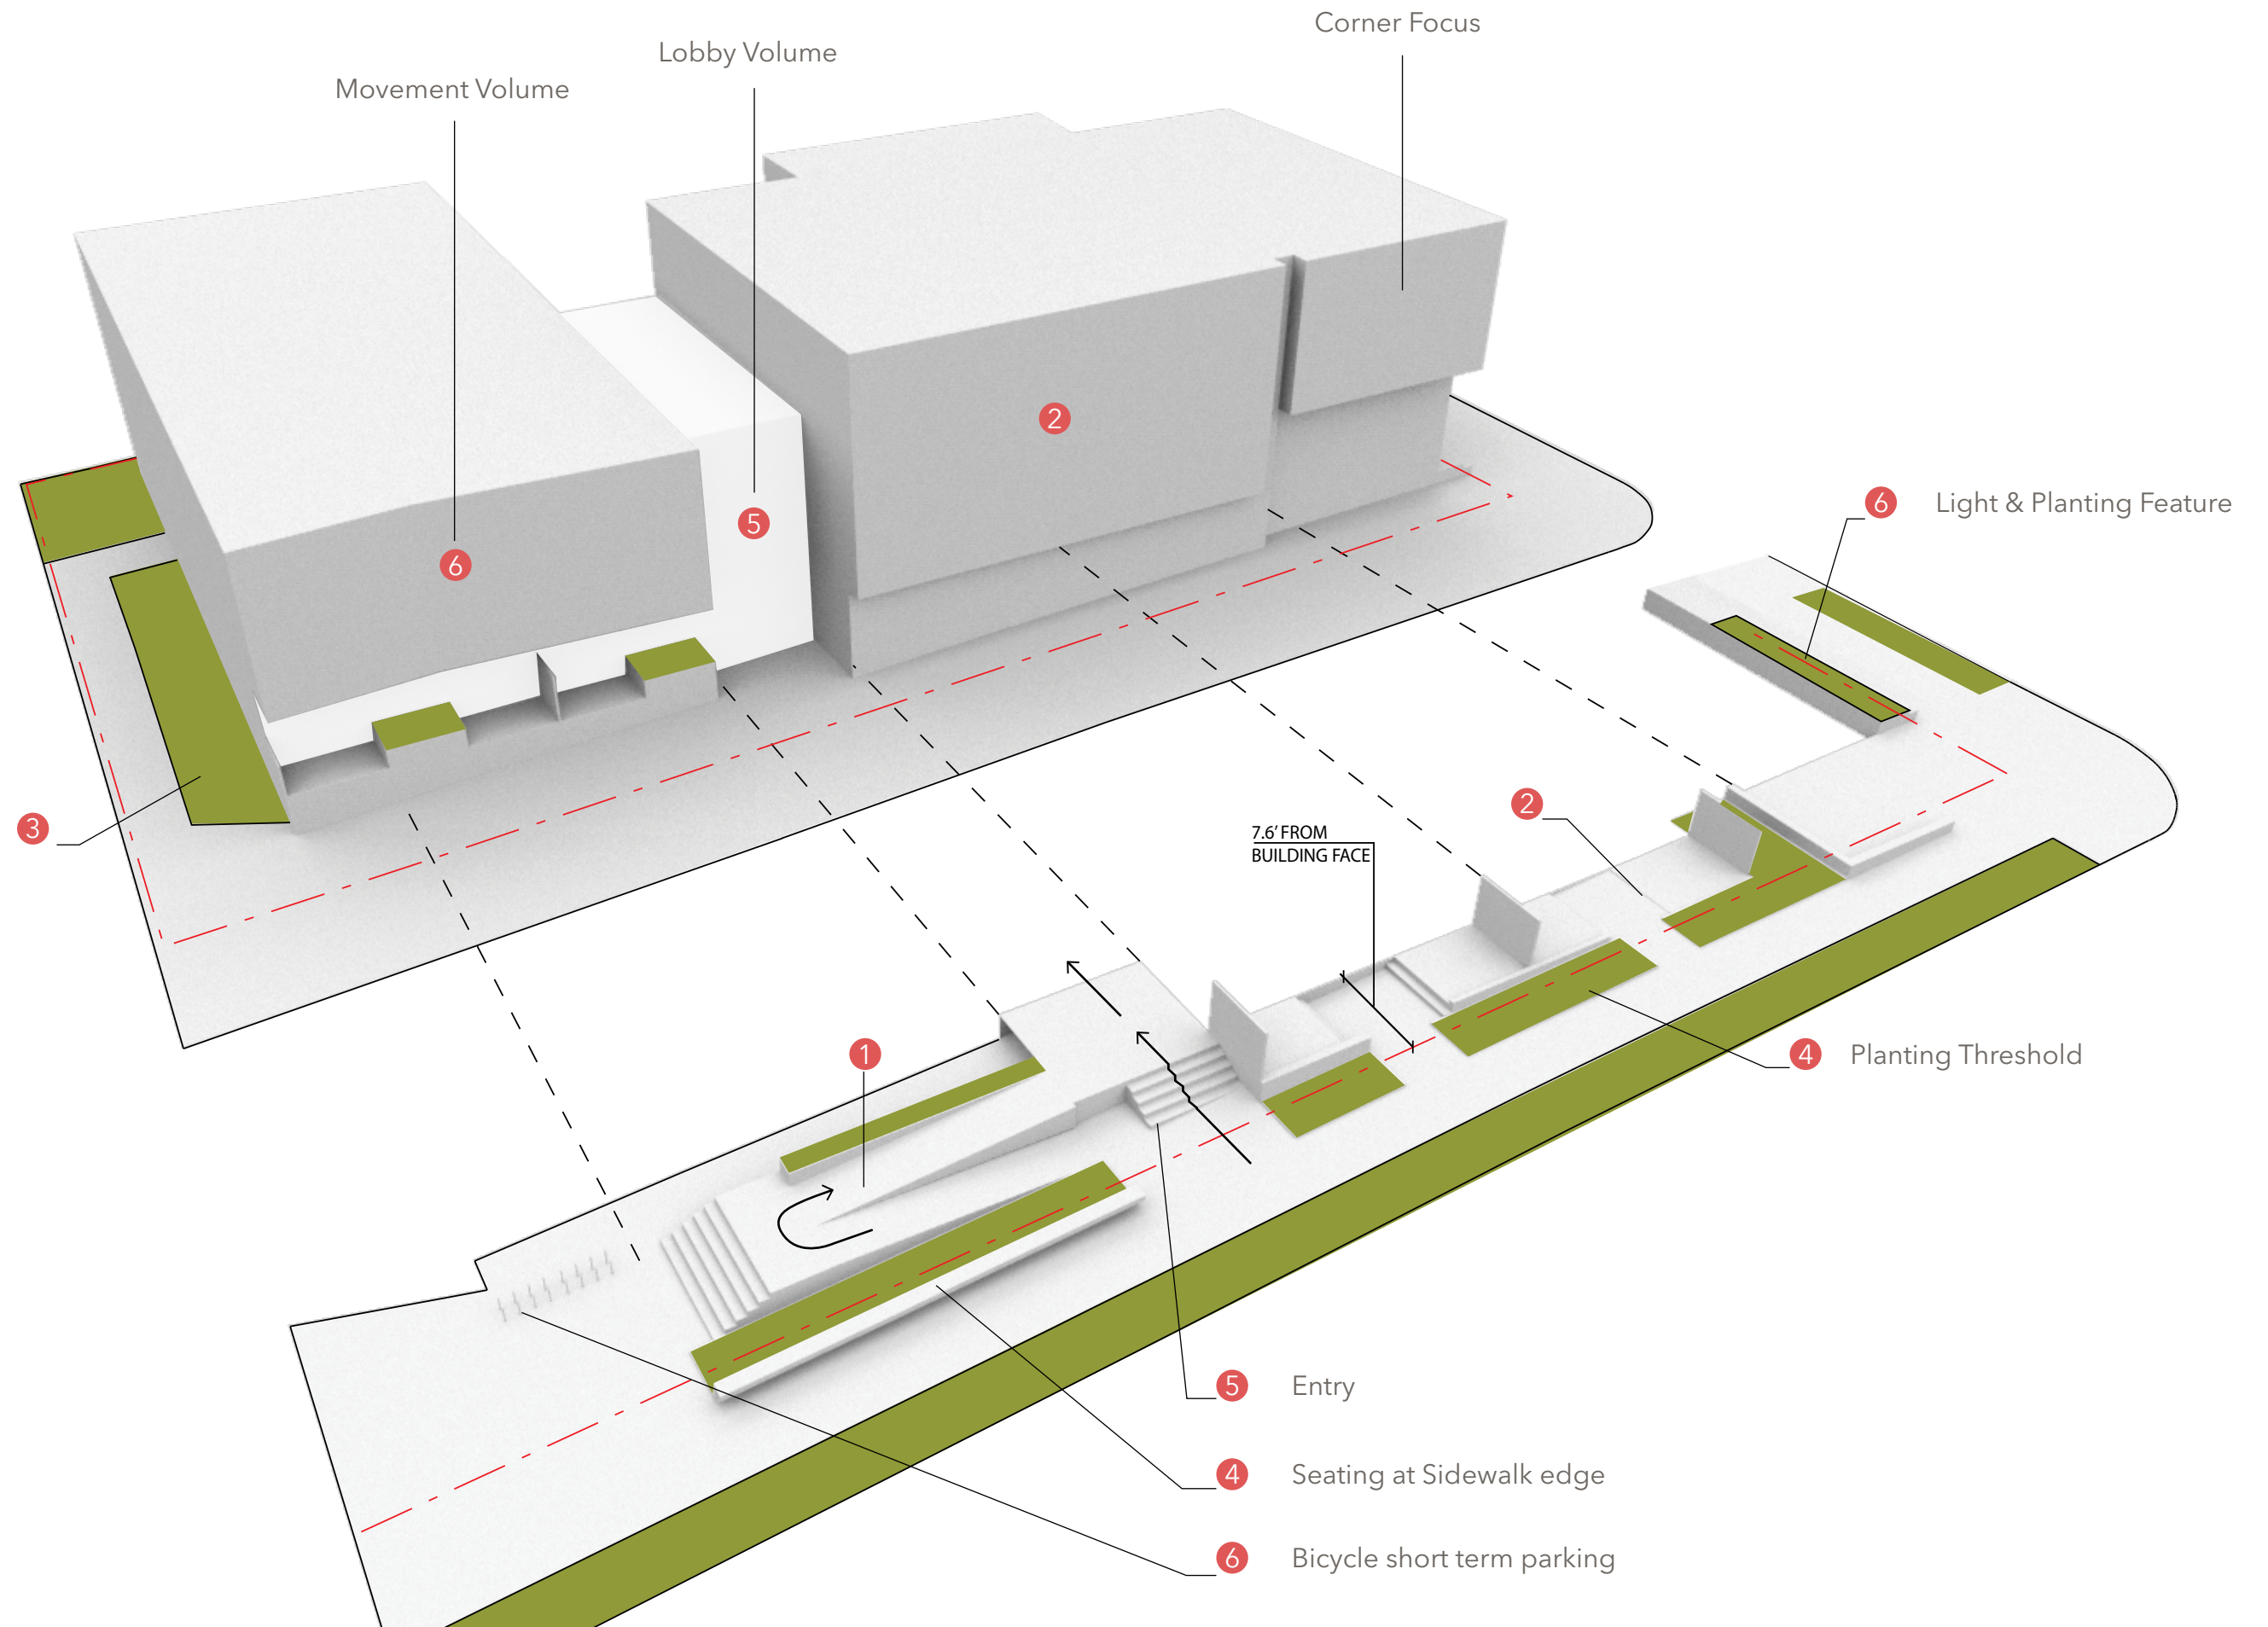 Corner Focus
Lobby Volume
Movement Volume
2
6 Light & Planting Feature
5
6
3
2
7.6' FROM
BUILDING FACE
1
4 Planting Threshold
5 Entry
4 Seating at Sidewalk edge
6 Bicycle short term parking